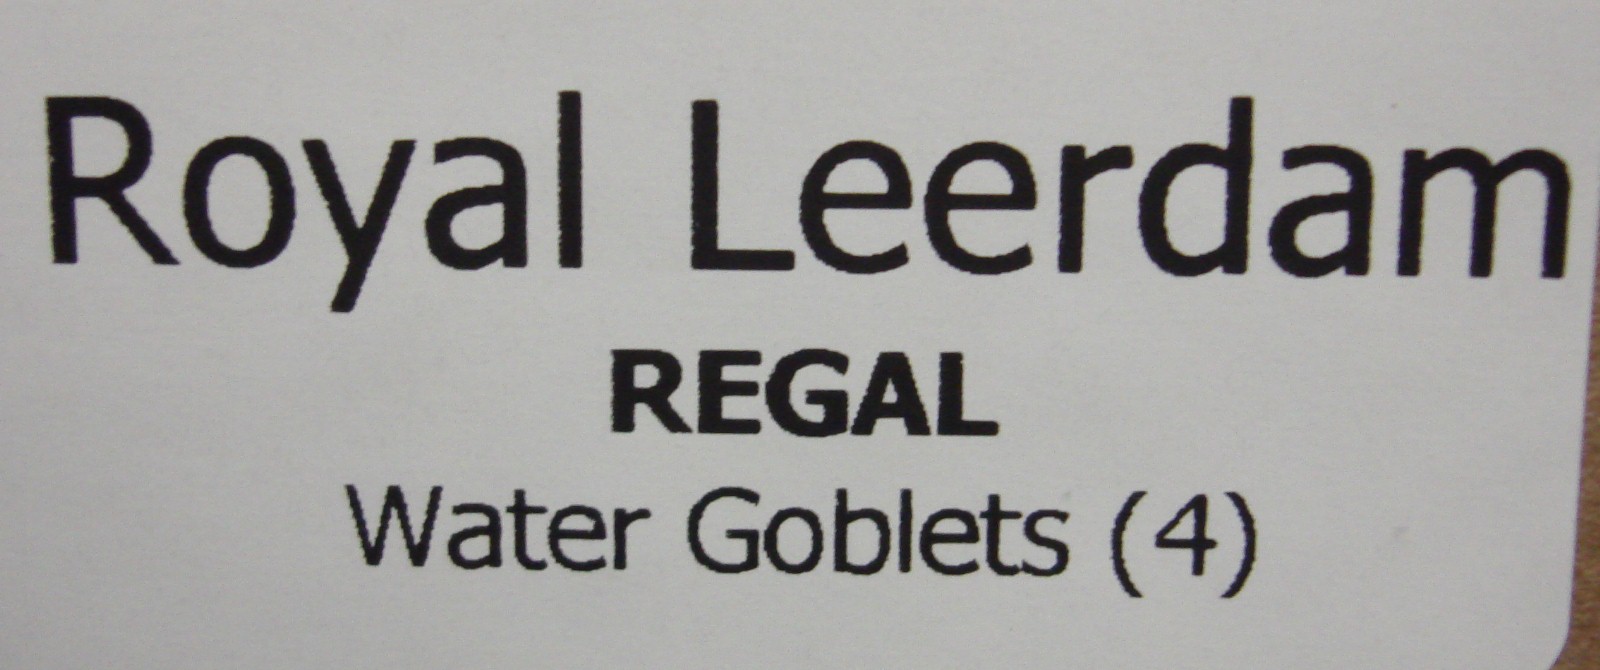 Royal Leerdam
REGAL
Water Goblets (4)